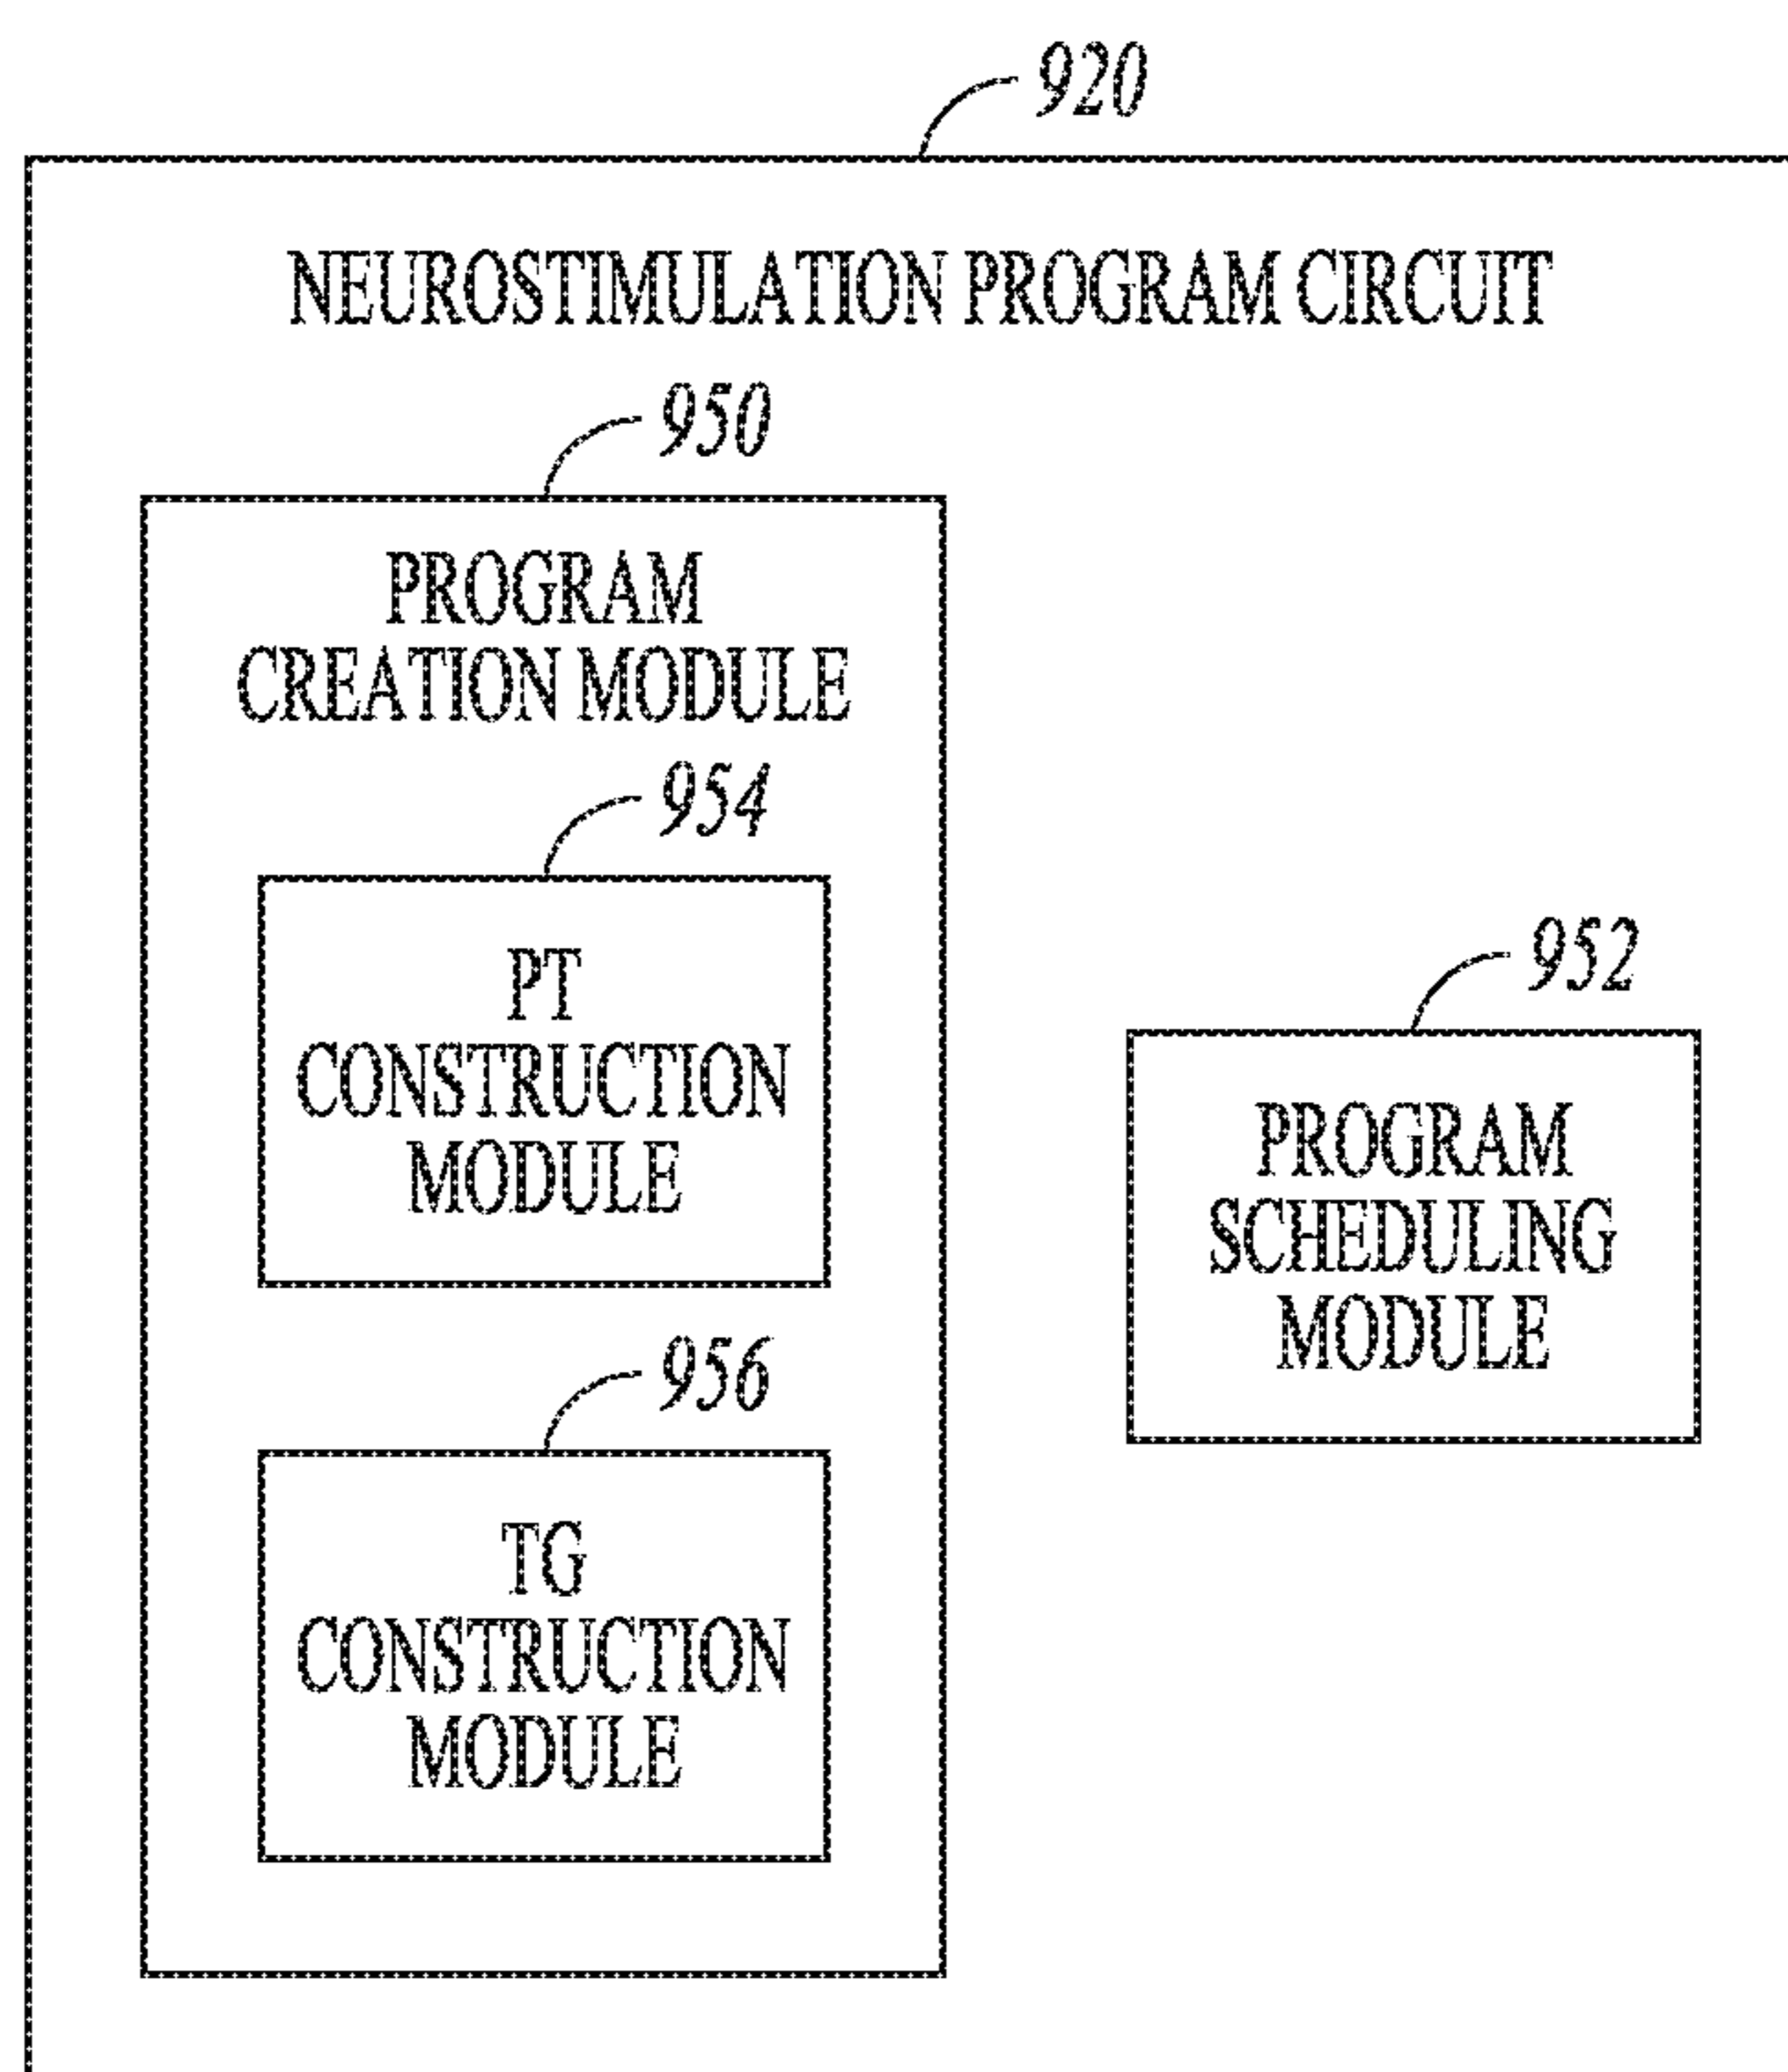 920
NEUROSTIMULATION PROGRAM CIRCUIT
950
PROGRAM
CREATION MODULE
954
PT
CONSTRUCTION
MODULE
952
PROGRAM
SCHEDULING
MODULE
956
TG
CONSTRUCTION
MODULE